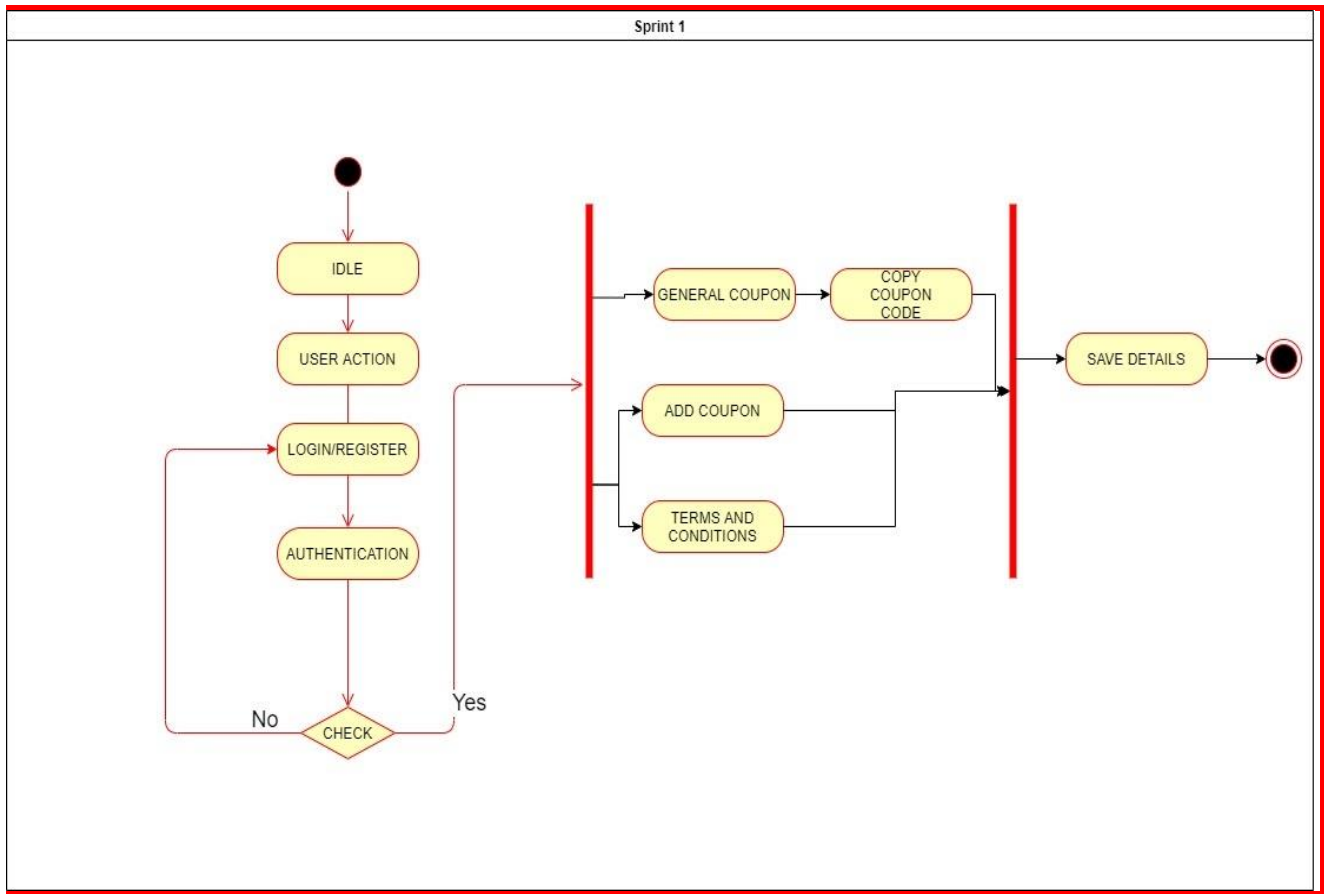 Sprint 1
IDLE
USER ACTION
LOGIN/REGISTER
AUTHENTICATION
CHECK
No
Yes
GENERAL COUPON
COPY
COUPON
CODE
ADD COUPON
TERMS AND
CONDITIONS
SAVE DETAILS